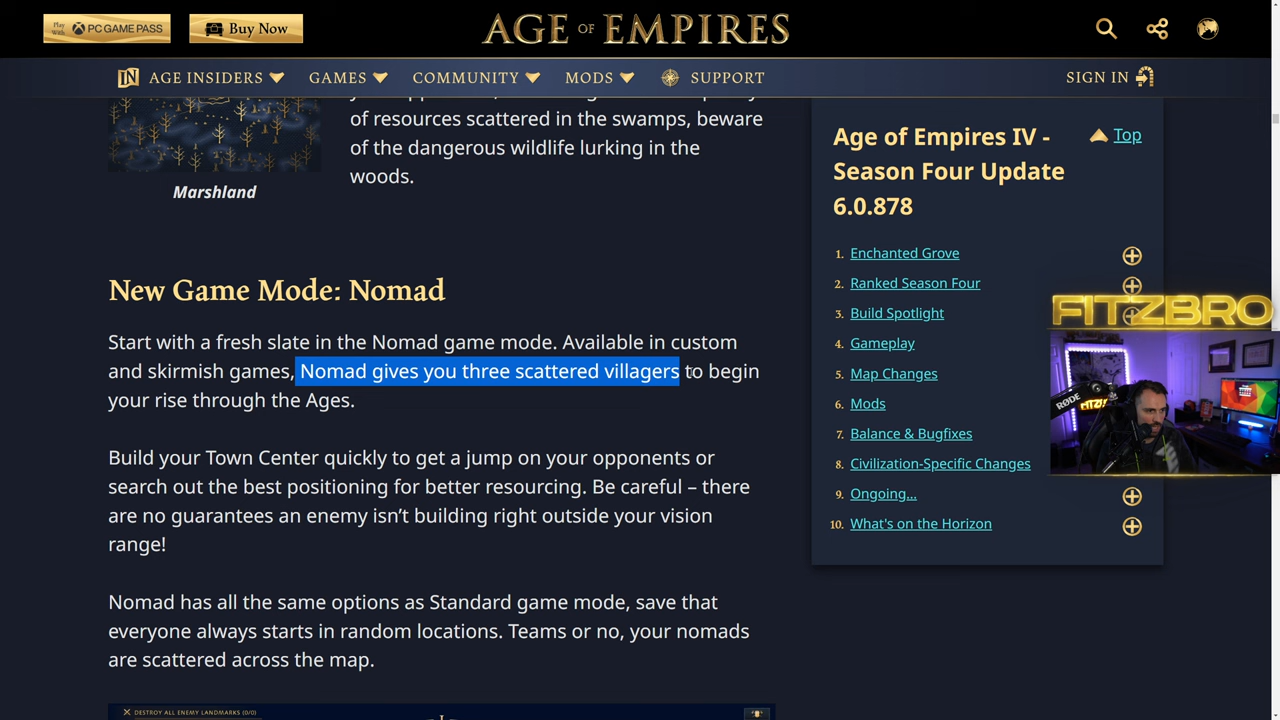 Play With
PC GAME PASS
Buy Now
AGE OF EMPIRES
IN AGE INSIDERS
GAMES
COMMUNITY
MODS
SUPPORT
SIGN IN
of resources scattered in the swamps, beware
of the dangerous wildlife lurking in the
woods.
Marshland
New Game Mode: Nomad
Start with a fresh slate in the Nomad game mode. Available in custom
and skirmish games, Nomad gives you three scattered villagers to begin
your rise through the Ages.
Build your Town Center quickly to get a jump on your opponents or
search out the best positioning for better resourcing. Be careful – there
are no guarantees an enemy isn’t building right outside your vision
range!
Nomad has all the same options as Standard game mode, save that
everyone always starts in random locations. Teams or no, your nomads
are scattered across the map.
DESTROY ALL ENEMY LANDMARKS (0/0)
Age of Empires IV -
Season Four Update
6.0.878
Top
1. Enchanted Grove
2. Ranked Season Four
3. Build Spotlight
4. Gameplay
5. Map Changes
6. Mods
7. Balance & Bugfixes
8. Civilization-Specific Changes
9. Ongoing...
10. What's on the Horizon
FITZBRO
RØDE